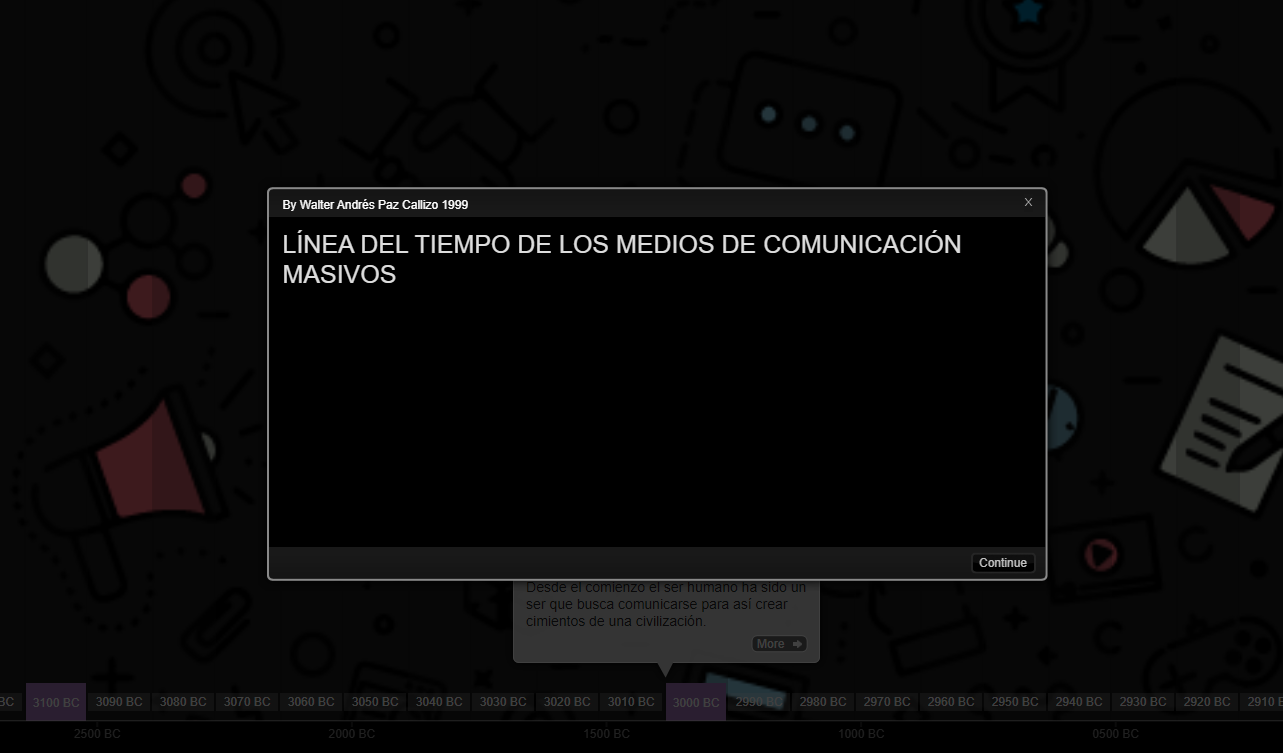 By Walter Andrés Paz Callizo 1999
X
LÍNEA DEL TIEMPO DE LOS MEDIOS DE COMUNICACIÓN
MASIVOS
Continue
Desde el comienzo el ser humano ha sido un
ser que busca comunicarse para así crear
cimientos de una civilización.
More
BC 3100 BC 3090 BC 3080 BC 3070 BC 3060 BC 3050 BC 3040 BC 3030 BC 3020 BC 3010 BC 3000 BC 2990 BC 2980 BC 2970 BC 2960 BC 2950 BC 2940 BC 2930 BC 2920 BC 2910 B
2500 BC 2000 BC 1500 BC 1000 BC 0500 BC